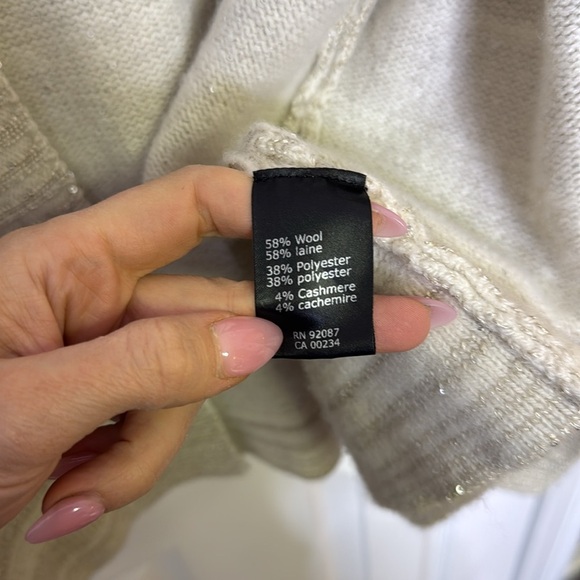 58% Wool
58% laine
38% Polyester
38% polyester
4% Cashmere
4% cachemire
RN 92087
CA 00234